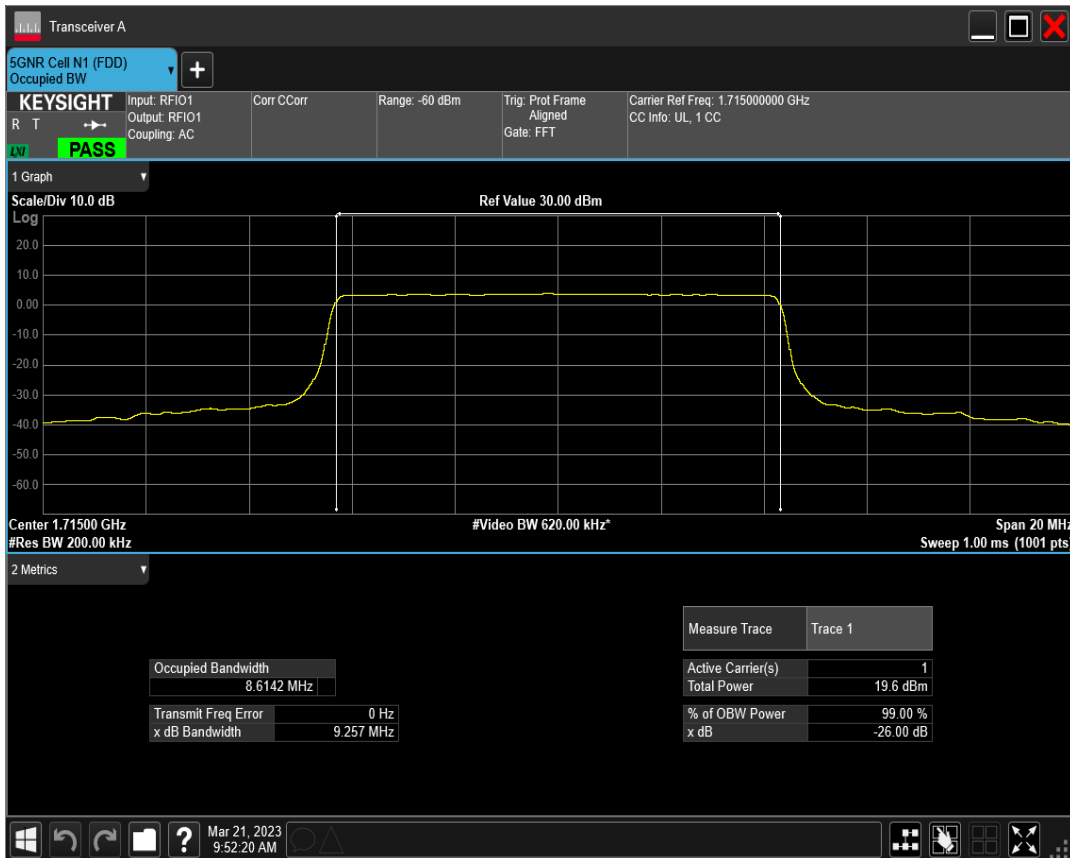 Transceiver A
5GNR Cell N1 (FDD)
Occupied BW
+
KEYSIGHT
R T
LXI
PASS
Input: RFIO1
Output: RFIO1
Coupling: AC
Corr CCorr
Range: -60 dBm
Trig: Prot Frame
Aligned
Gate: FFT
Carrier Ref Freq: 1.715000000 GHz
CC Info: UL, 1 CC
1 Graph
Scale/Div 10.0 dB
Ref Value 30.00 dBm
Log
20.0
10.0
0.00
-10.0
-20.0
-30.0
-40.0
-50.0
-60.0
Center 1.71500 GHz
#Video BW 620.00 kHz*
Span 20 MHz
#Res BW 200.00 kHz
Sweep 1.00 ms (1001 pts)
2 Metrics
Measure Trace Trace 1
Occupied Bandwidth
8.6142 MHz
Active Carrier(s) 1
Total Power 19.6 dBm
Transmit Freq Error 0 Hz
x dB Bandwidth 9.257 MHz
% of OBW Power 99.00 %
x dB -26.00 dB
?
Mar 21, 2023
9:52:20 AM